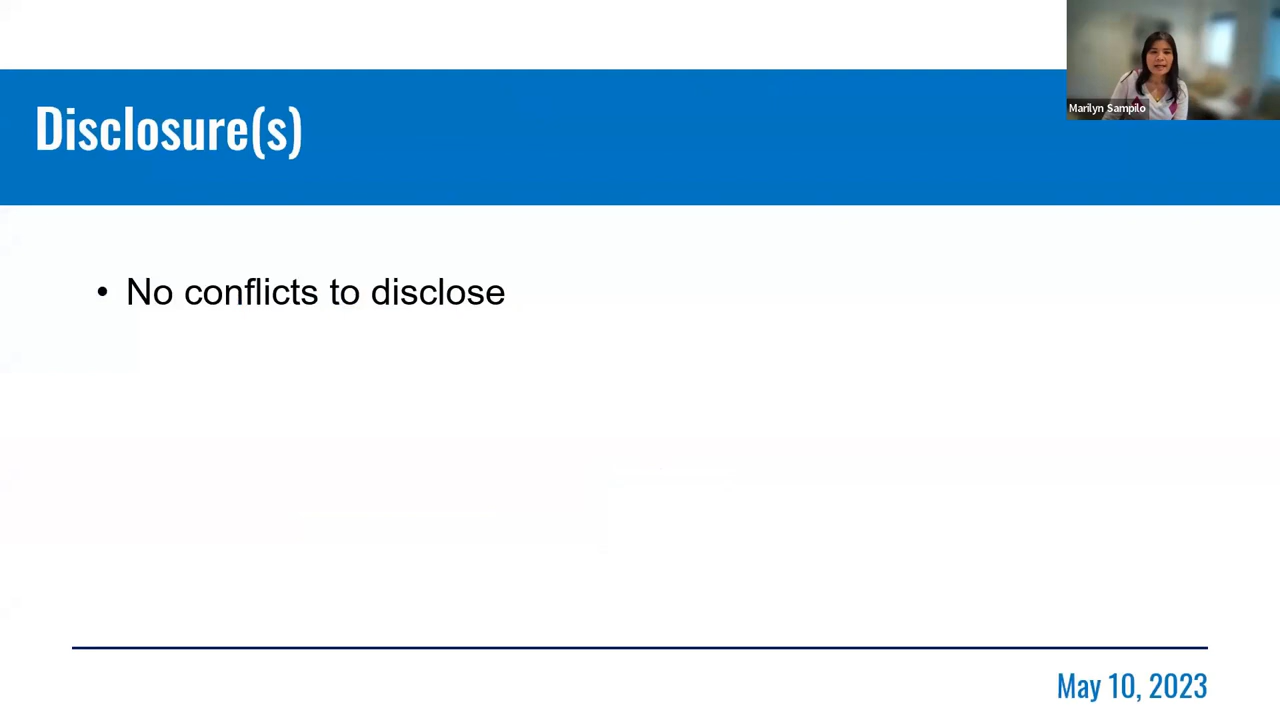 Marilyn Sampilo
Disclosure(s)
• No conflicts to disclose
May 10, 2023